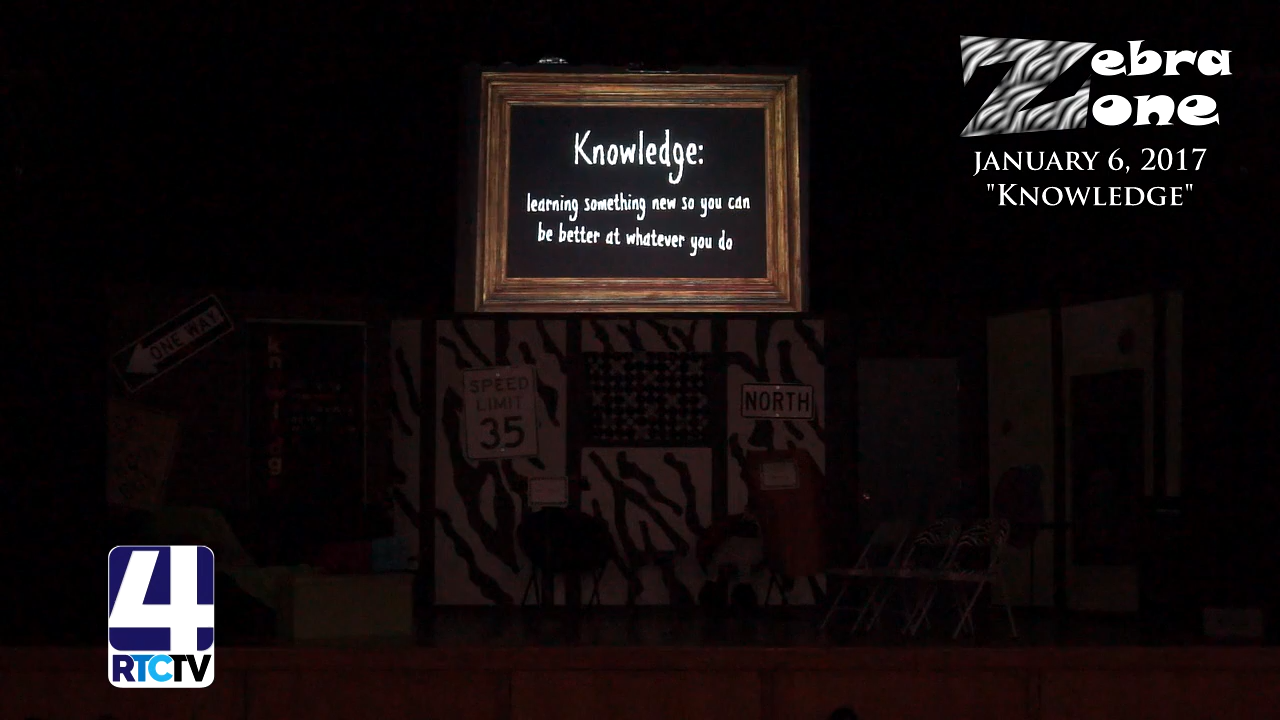 Zebra
Zone
JANUARY 6, 2017
"KNOWLEDGE"
Knowledge:
learning something new so you can
be better at whatever you do
ONE WAY
SPEED
LIMIT
35
NORTH
4
RTCTV